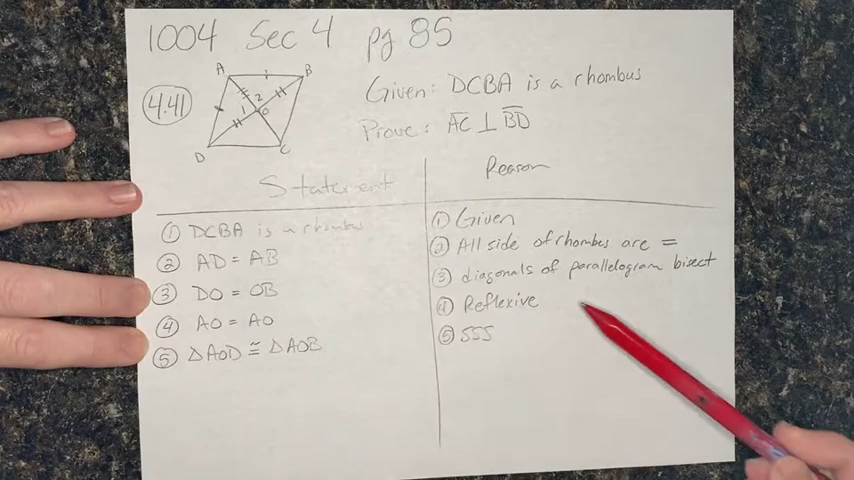 1004 Sec 4 pg 85
4.41
A
B
1
2
O
D
C
Given: DCBA is a rhombus
Prove: AC ⊥ BD
Statement
Reason
① DCBA is a rhombus
① Given
② AD = AB
② All side of rhombus are =
③ DO = OB
③ diagonals of parallelogram bisect
④ AO = AO
④ Reflexive
⑤ △AOD ≅ △AOB
⑤ SSS